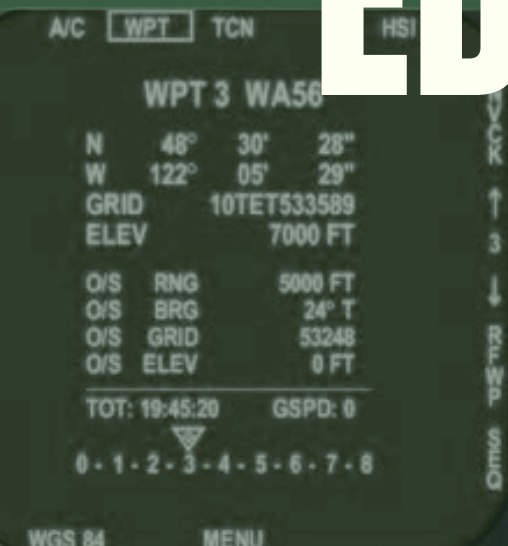 ED
A/C WPT TCN HSI
WPT 3 WA56
N 48° 30' 28"
W 122° 05' 29"
GRID 10TET533589
ELEV 7000 FT
O/S RNG 5000 FT
O/S BRG 24° T
O/S GRID 53248
O/S ELEV 0 FT
TOT: 19:45:20 GSPD: 0
0 - 1 - 2 - 3 - 4 - 5 - 6 - 7 - 8
WGS 84 MENU
↑
3
↓
RFWP
SEQ